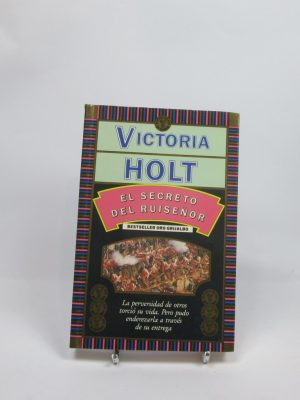 VICTORIA
HOLT
EL SECRETO
DEL RUISEÑOR
BESTSELLER ORO GRIJALBO
La perversidad de otros
torció su vida. Pero pudo
enderezarla a través
de su entrega